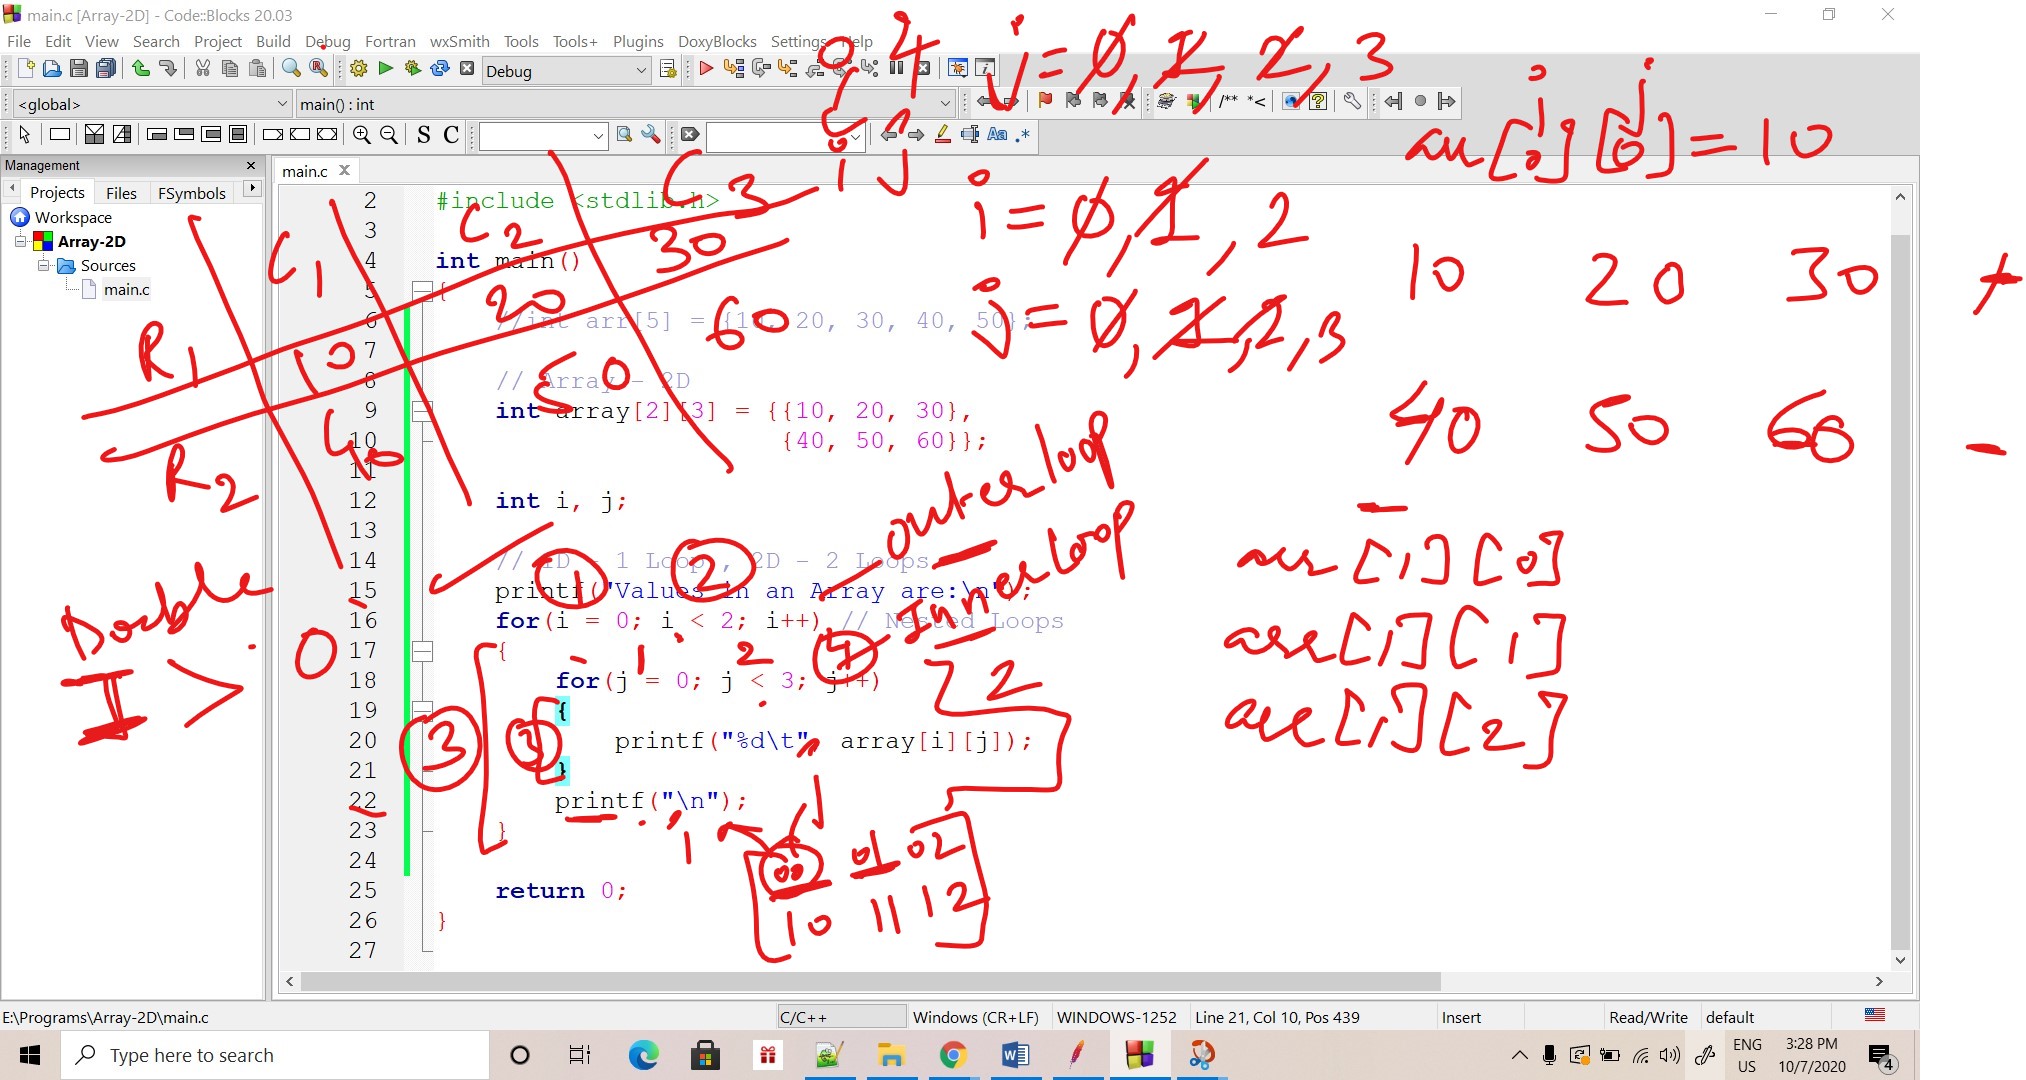 main.c [Array-2D] - Code::Blocks 20.03
File Edit View Search Project Build Debug Fortran wxSmith Tools Tools+ Plugins DoxyBlocks Settings Help
Debug
<global> main() : int
/** *<
S C Aa .*
Management
Projects Files FSymbols
Workspace
Array-2D
Sources
main.c
main.c
2 #include <stdlib.h>
3
4 int main()
5 {
6 //int arr[5] = {10, 20, 30, 40, 50};
7
8 // Array - 2D
9 int array[2][3] = {{10, 20, 30},
10 {40, 50, 60}};
11
12 int i, j;
13
14 // 1D - 1 Loop , 2D - 2 Loops
15 printf("Values in an Array are:\n");
16 for(i = 0; i < 2; i++) // Nested Loops
17 {
18 for(j = 0; j < 3; j++)
19 {
20 printf("%d\t", array[i][j]);
21 }
22 printf("\n");
23 }
24
25 return 0;
26 }
27
C1 C2 C3
R1 10 20 30
R2 40 50 60
i j
j = 0, 1, 2, 3
i = 0, 1, 2
j = 0, 1, 2, 3
i j
arr[0][0] = 10
10 20 30
40 50 60
arr[1][0]
arr[1][1]
arr[1][2]
outer loop
Inner loop
Double
I > 0
1 2
3 3 4
1 2
2
1
00 01 02
10 11 12
E:\Programs\Array-2D\main.c C/C++ Windows (CR+LF) WINDOWS-1252 Line 21, Col 10, Pos 439 Insert Read/Write default
Type here to search
ENG
US
3:28 PM
10/7/2020
4